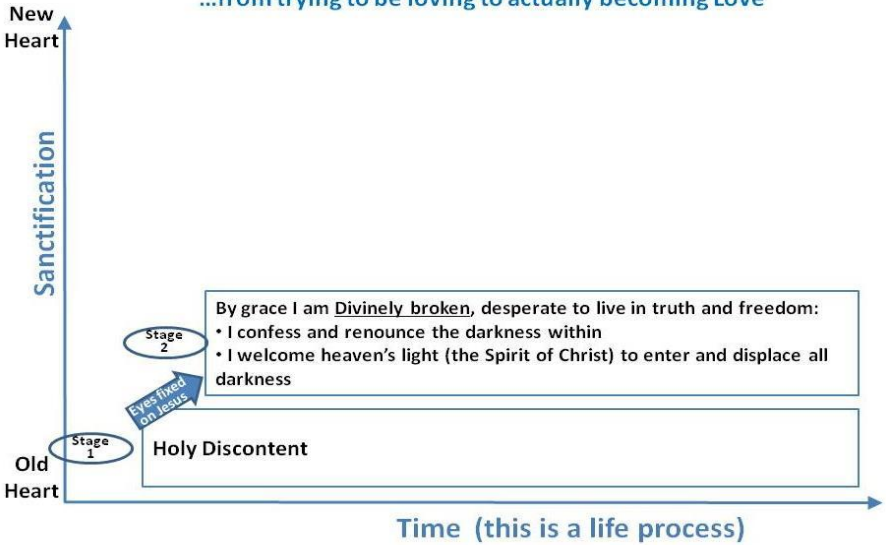 ...from trying to be loving to actually becoming Love
New
Heart
Sanctification
By grace I am Divinely broken, desperate to live in truth and freedom:
• I confess and renounce the darkness within
• I welcome heaven's light (the Spirit of Christ) to enter and displace all
darkness
Stage
2
Eyes fixed
on Jesus
Stage
1
Holy Discontent
Old
Heart
Time (this is a life process)